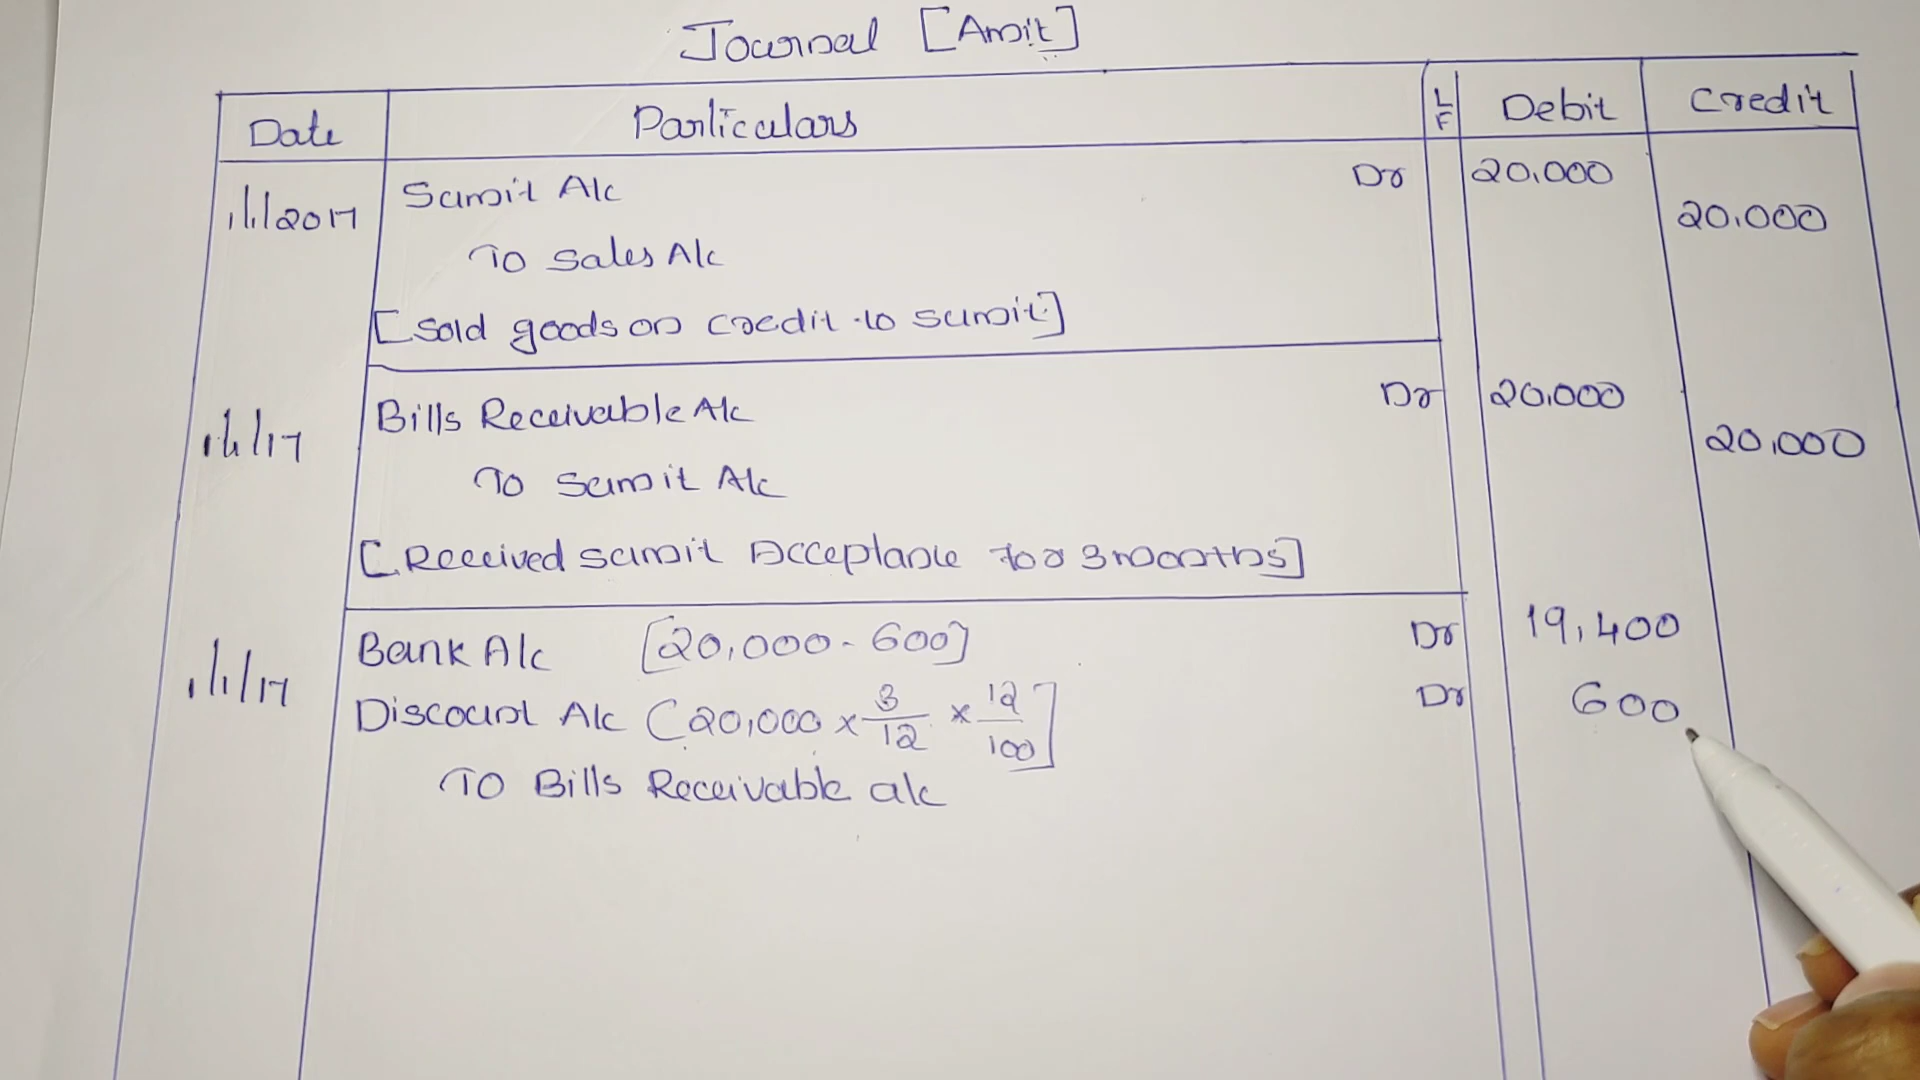 Journal [Amit]
Date Particulars LF Debit Credit
1/1/2017 Sumit A/c Dr 20,000
To Sales A/c 20,000
[Sold goods on credit to sumit]
1/1/17 Bills Receivable A/c Dr 20,000
To Sumit A/c 20,000
[Received sumit Acceptance for 3 months]
1/1/17 Bank A/c [20,000 - 600] Dr 19,400
Discount A/c (20,000 × 3/12 × 12/100] Dr 600
To Bills Receivable a/c